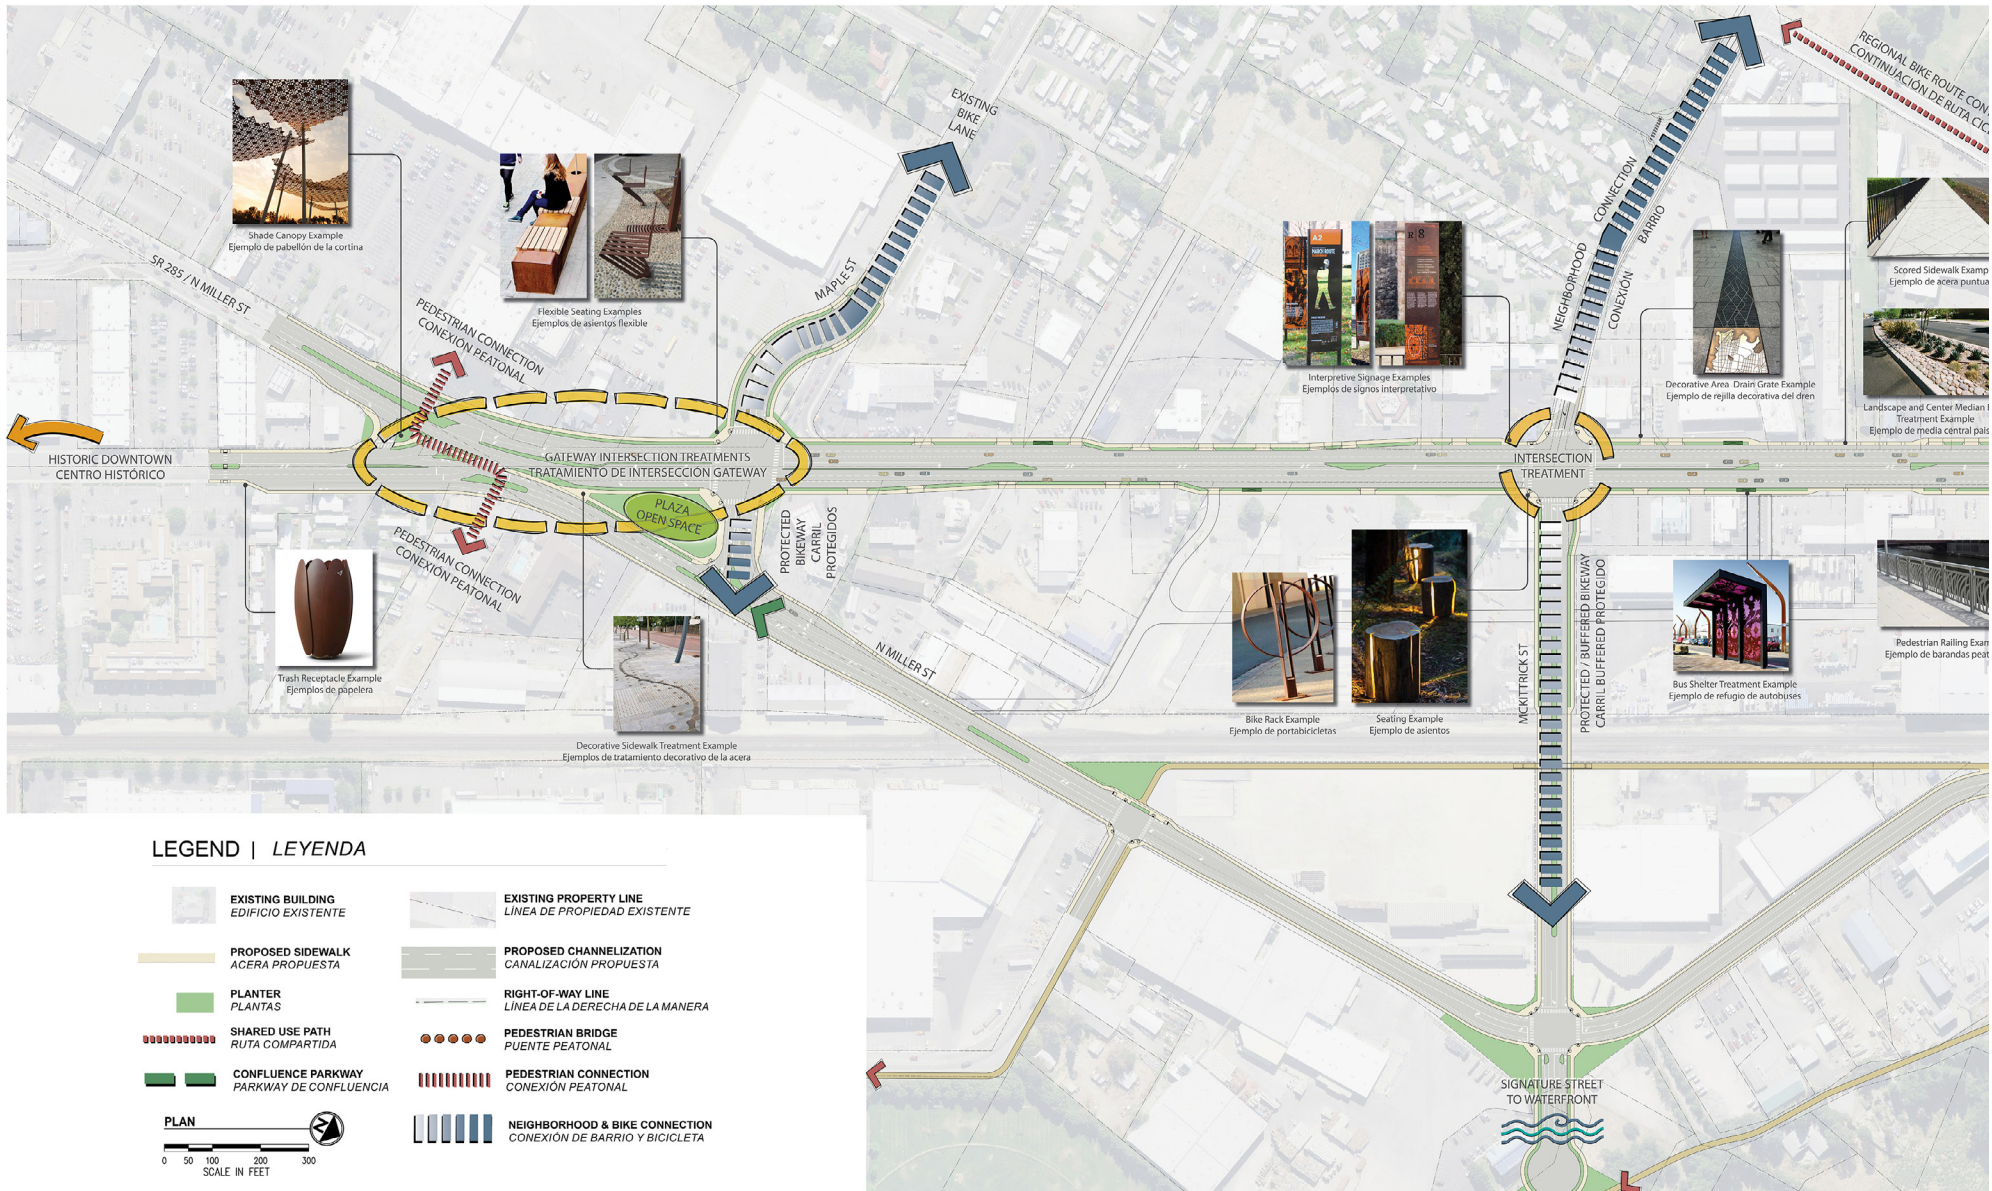 REGIONAL BIKE ROUTE
CONTINUACIÓN DE RUTA
EXISTING
BIKE
LANE
Shade Canopy Example
Ejemplo de pabellón de la cortina
SR 285 / N MILLER ST
PEDESTRIAN CONNECTION
CONEXIÓN PEATONAL
Flexible Seating Examples
Ejemplos de asientos flexible
MAPLE ST
A2
R 8
Interpretive Signage Examples
Ejemplos de signos interpretativo
NEIGHBORHOOD CONNECTION
CONEXIÓN BARRIO
Decorative Area Drain Grate Example
Ejemplo de rejilla decorativa del dren
Scored Sidewalk
Ejemplo de acera
Landscape and Center Median
Treatment Example
Ejemplo de media central
HISTORIC DOWNTOWN
CENTRO HISTÓRICO
GATEWAY INTERSECTION TREATMENTS
TRATAMIENTO DE INTERSECCIÓN GATEWAY
INTERSECTION
TREATMENT
PLAZA
OPEN SPACE
PEDESTRIAN CONNECTION
CONEXIÓN PEATONAL
PROTECTED
BIKEWAY
CARRIL
PROTEGIDOS
Trash Receptacle Example
Ejemplos de papelera
Decorative Sidewalk Treatment Example
Ejemplos de tratamiento decorativo de la acera
N MILLER ST
Bike Rack Example
Ejemplo de portabicicletas
Seating Example
Ejemplo de asientos
MCKITTRICK ST
PROTECTED / BUFFERED BIKEWAY
CARRIL BUFFERED PROTEGIDO
Bus Shelter Treatment Example
Ejemplo de refugio de autobuses
Pedestrian Railing
Ejemplo de barandas
LEGEND | LEYENDA
EXISTING BUILDING
EDIFICIO EXISTENTE
PROPOSED SIDEWALK
ACERA PROPUESTA
PLANTER
PLANTAS
SHARED USE PATH
RUTA COMPARTIDA
CONFLUENCE PARKWAY
PARKWAY DE CONFLUENCIA
EXISTING PROPERTY LINE
LÍNEA DE PROPIEDAD EXISTENTE
PROPOSED CHANNELIZATION
CANALIZACIÓN PROPUESTA
RIGHT-OF-WAY LINE
LÍNEA DE LA DERECHA DE LA MANERA
PEDESTRIAN BRIDGE
PUENTE PEATONAL
PEDESTRIAN CONNECTION
CONEXIÓN PEATONAL
NEIGHBORHOOD & BIKE CONNECTION
CONEXIÓN DE BARRIO Y BICICLETA
PLAN
N
0 50 100 200 300
SCALE IN FEET
SIGNATURE STREET
TO WATERFRONT